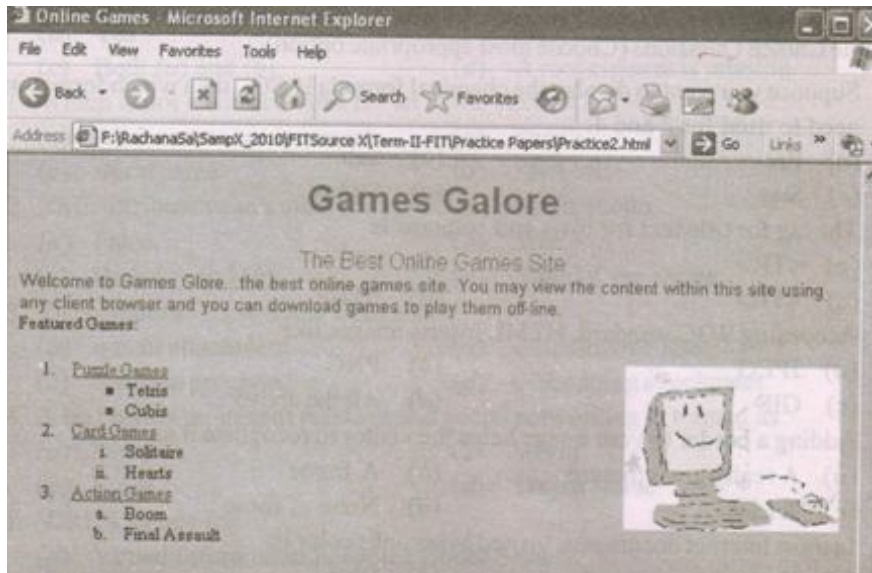 Online Games - Microsoft Internet Explorer
File Edit View Favorites Tools Help
Back Search Favorites
Address F:\RachanaSa\SampX_2010\FITSource X\Term-II-FIT\Practice Papers\Practice2.html Go Links »
Games Galore
The Best Online Games Site
Welcome to Games Glore...the best online games site. You may view the content within this site using
any client browser and you can download games to play them off-line.
Featured Games:
1. Puzzle Games
■ Tetris
■ Cubis
2. Card Games
i. Solitaire
ii. Hearts
3. Action Games
a. Boom
b. Final Assault